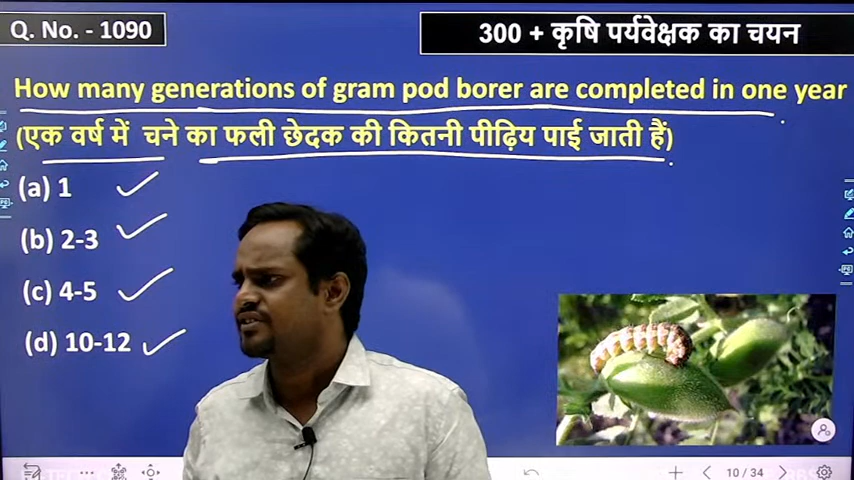 Q. No. - 1090
300 + कृषि पर्यवेक्षक का चयन
How many generations of gram pod borer are completed in one year
(एक वर्ष में चने का फली छेदक की कितनी पीढ़िय पाई जाती हैं)
(a) 1
(b) 2-3
(c) 4-5
(d) 10-12
10 / 34